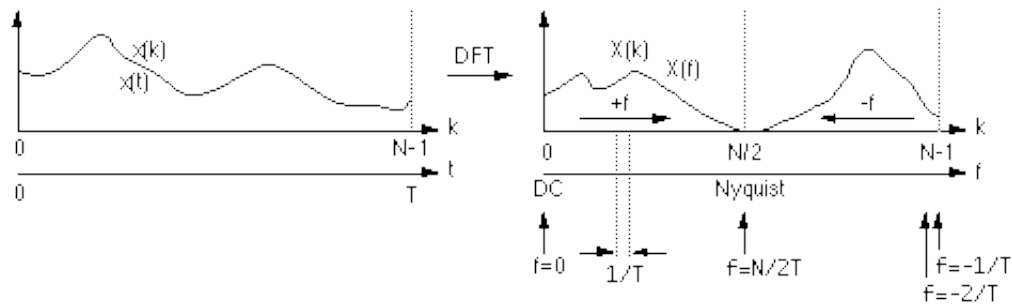 x(k)
x(t)
0
N-1
k
0
T
t
DFT
X(k)
X(f)
+f
-f
0
N/2
N-1
k
DC
Nyquist
f
f=0
1/T
f=N/2T
f=-1/T
f=-2/T